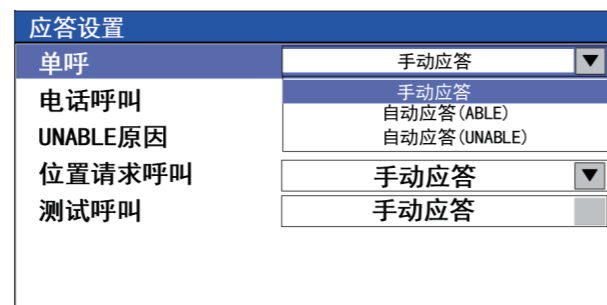 应答设置
单呼 手动应答
手动应答
电话呼叫
自动应答(ABLE)
UNABLE原因 自动应答(UNABLE)
位置请求呼叫 手动应答
测试呼叫 手动应答